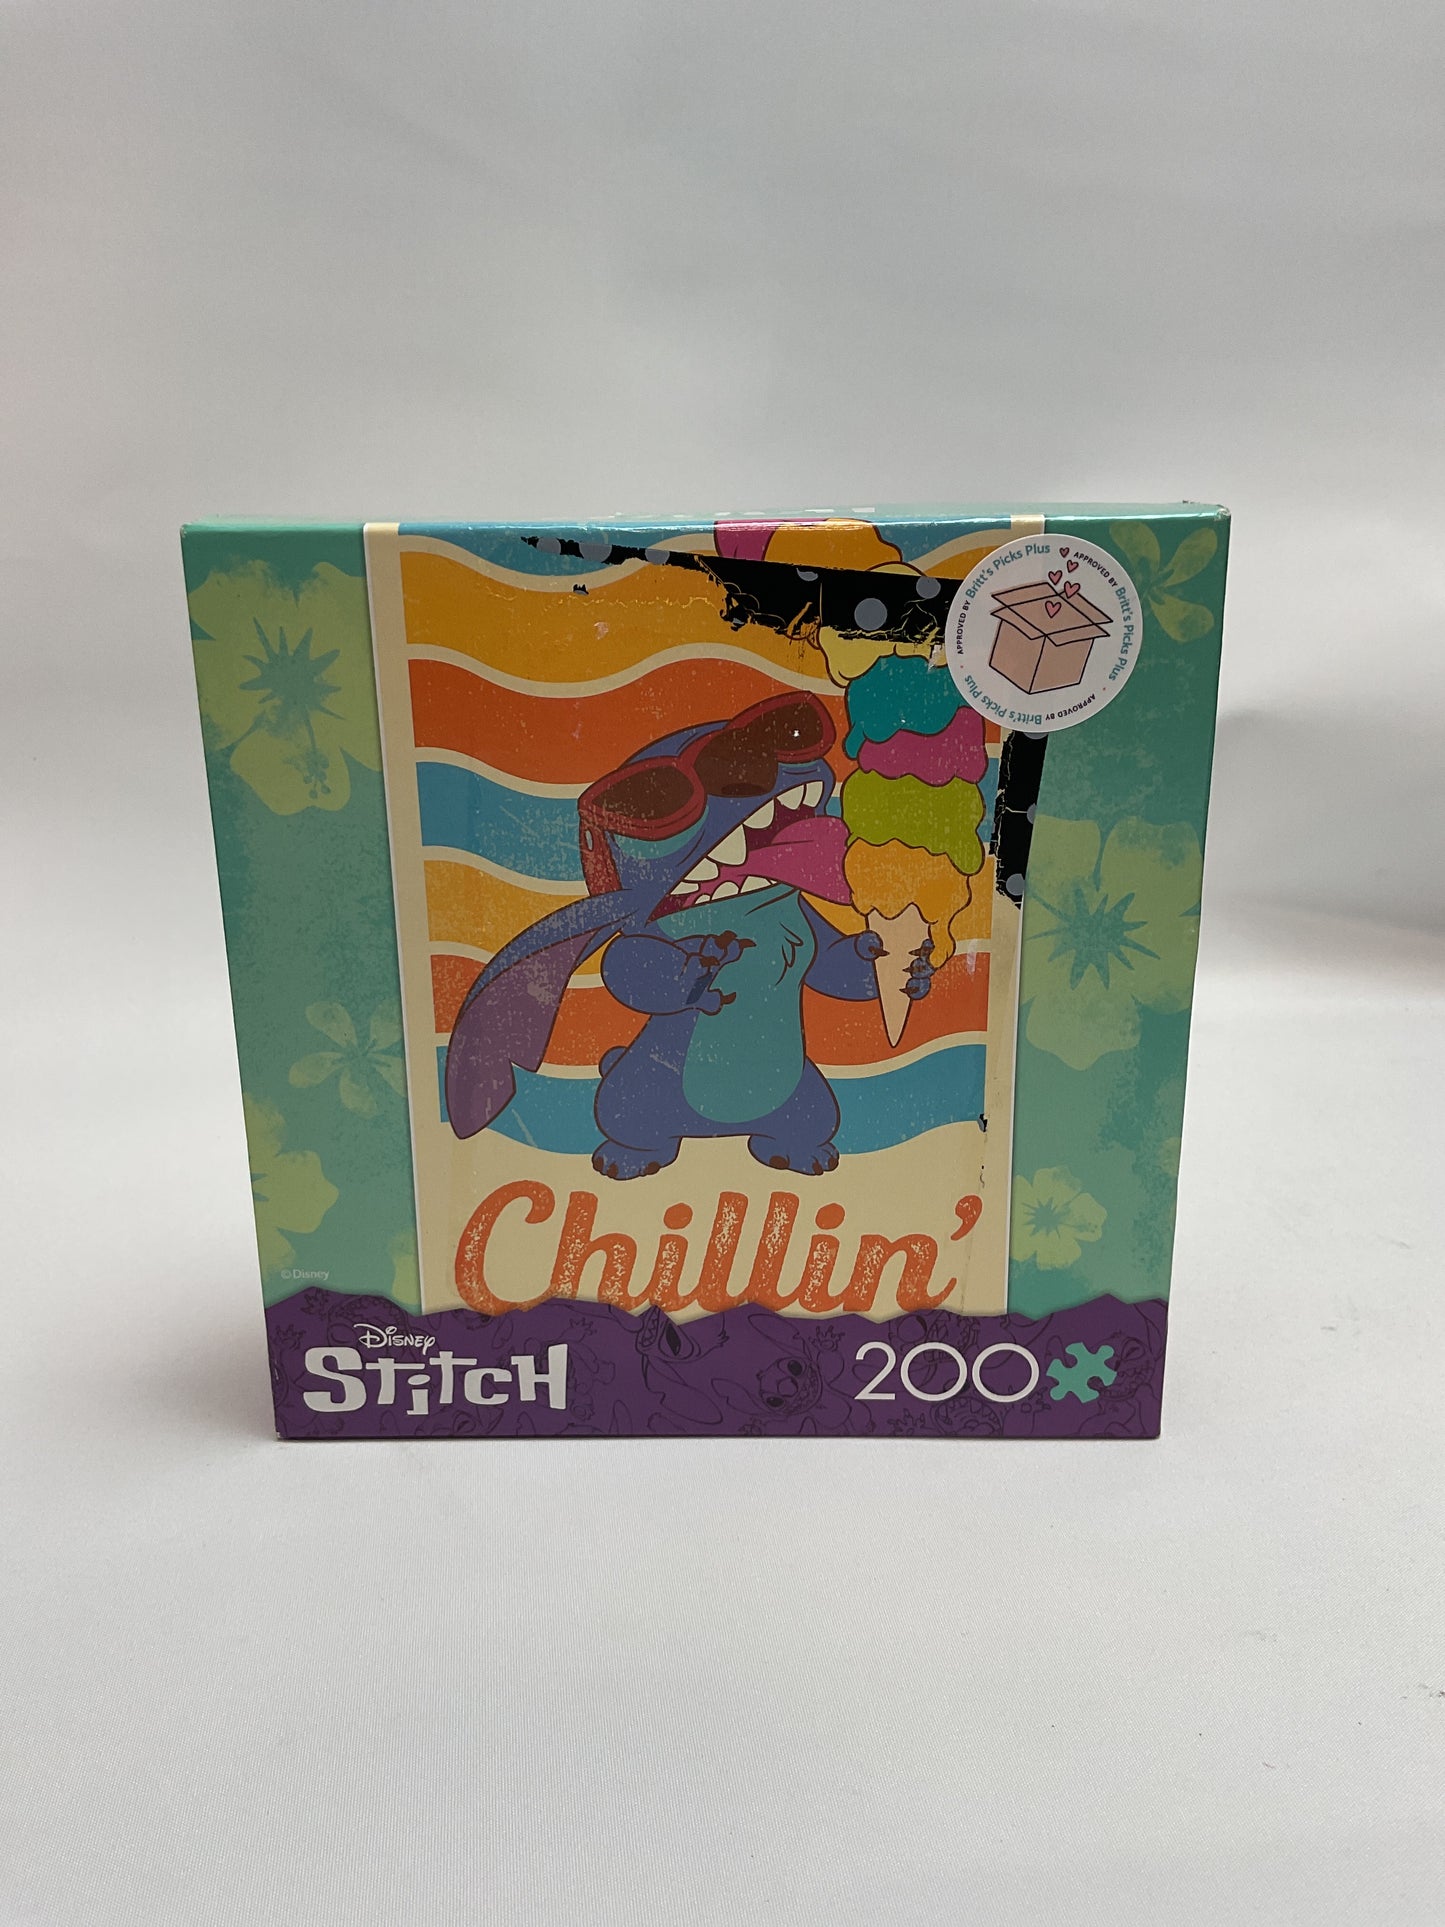 APPROVED BY Britt's Picks Plus
APPROVED BY Britt's Picks Plus
APPROVED BY Britt's Picks Plus
Chillin'
©Disney
Disney
Stitch
200